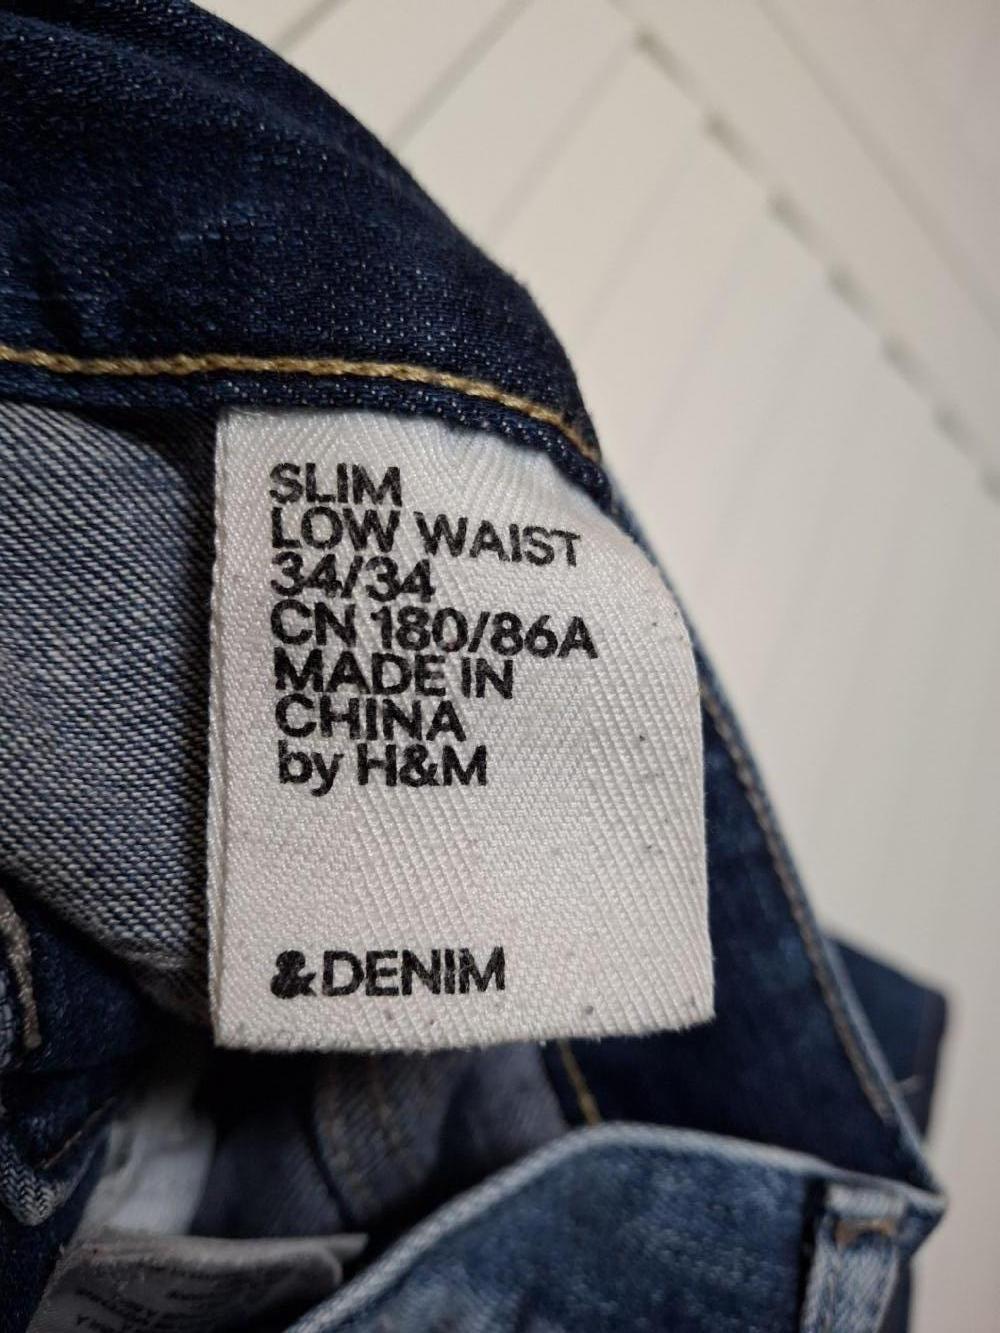 SLIM
LOW WAIST
34/34
CN 180/86A
MADE IN
CHINA
by H&M
&DENIM